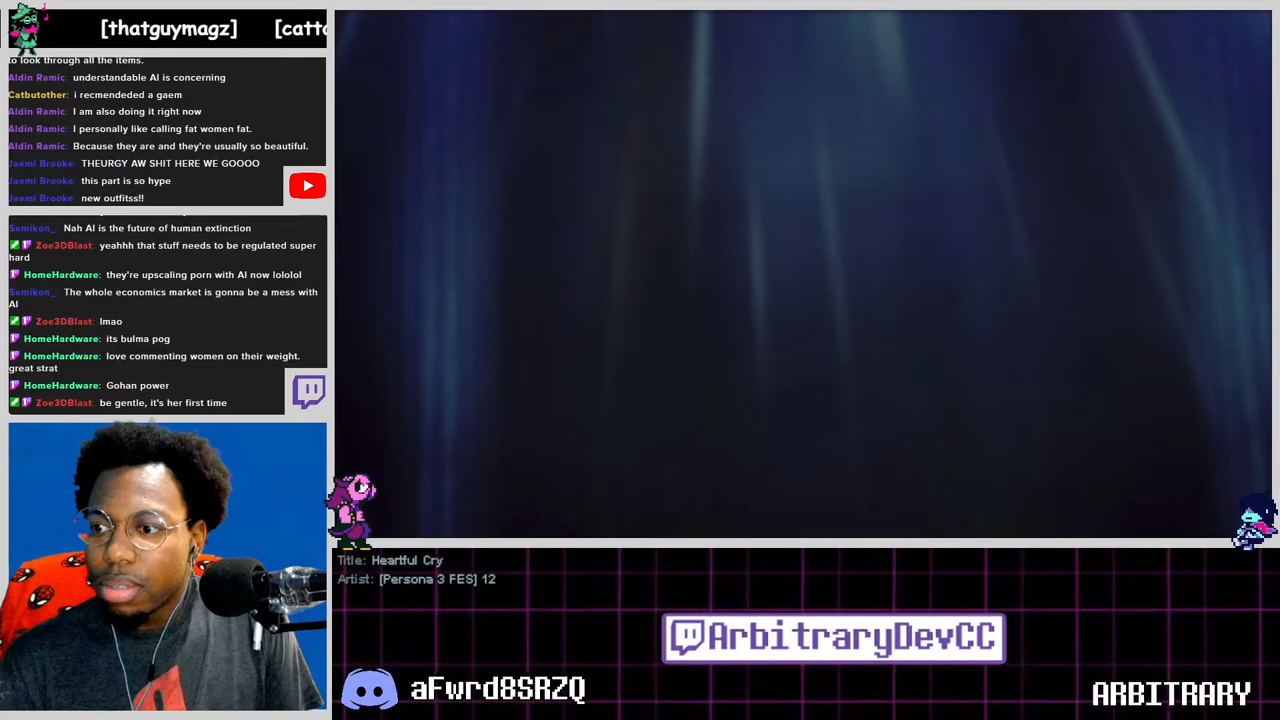 [thatguymagz] [catt
to look through all the items.
Aldin Ramic: understandable AI is concerning
Catbutother: i recmendeded a gaem
Aldin Ramic: I am also doing it right now
Aldin Ramic: I personally like calling fat women fat.
Aldin Ramic: Because they are and they're usually so beautiful.
Jaemi Brooke: THEURGY AW SHIT HERE WE GOOOO
Jaemi Brooke: this part is so hype
Jaemi Brooke: new outfitss!!
Semikon_: Nah AI is the future of human extinction
Zoe3DBlast: yeahhh that stuff needs to be regulated super
hard
HomeHardware: they're upscaling porn with AI now lololol
Semikon_: The whole economics market is gonna be a mess with
AI
Zoe3DBlast: lmao
HomeHardware: its bulma pog
HomeHardware: love commenting women on their weight.
great strat
HomeHardware: Gohan power
Zoe3DBlast: be gentle, it's her first time
Title: Heartful Cry
Artist: [Persona 3 FES] 12
@ArbitraryDevCC
aFwrd8SRZQ
ARBITRARY